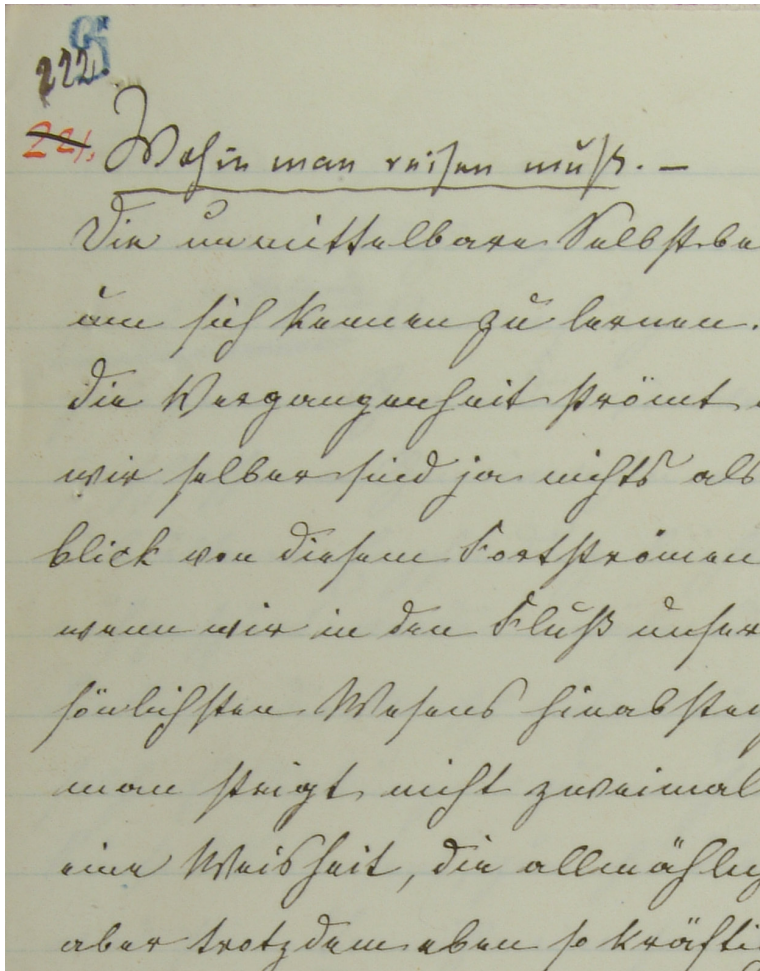 222.
221.
Wohin man reisen muß. —
Die unmittelbare Selbstbe
um sich kennen zu lernen.
die Vergangenheit strömt
wir selber sind ja nichts als
blick von diesem Fortströmen
wenn wir in den Fluß unser
sönlichsten Wesens hinabsteig
man steigt nicht zweimal
eine Weisheit, die allmählig
aber trotzdem eben so kräftig